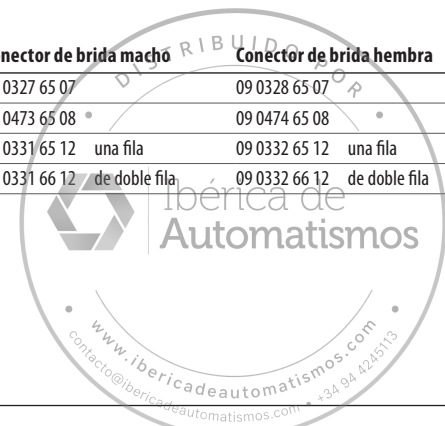 nector de brida macho Conector de brida hembra
0327 65 07 09 0328 65 07
0473 65 08 09 0474 65 08
0331 65 12 una fila 09 0332 65 12 una fila
0331 66 12 de doble fila 09 0332 66 12 de doble fila
DISTRIBUIDO POR
Ibérica de
Automatismos
www.ibericadeautomatismos.com
contacto@ibericadeautomatismos.com • +34 94 4245113